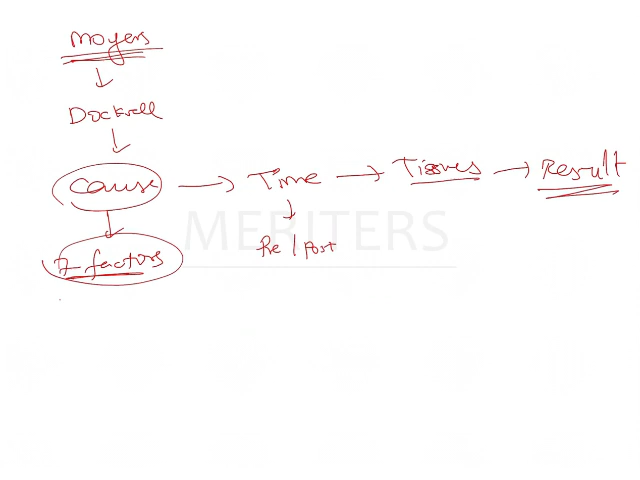 Moyers
Dockrell
Cause → Time → Tissues → Result
Pre / post
7 factors
MERITERS